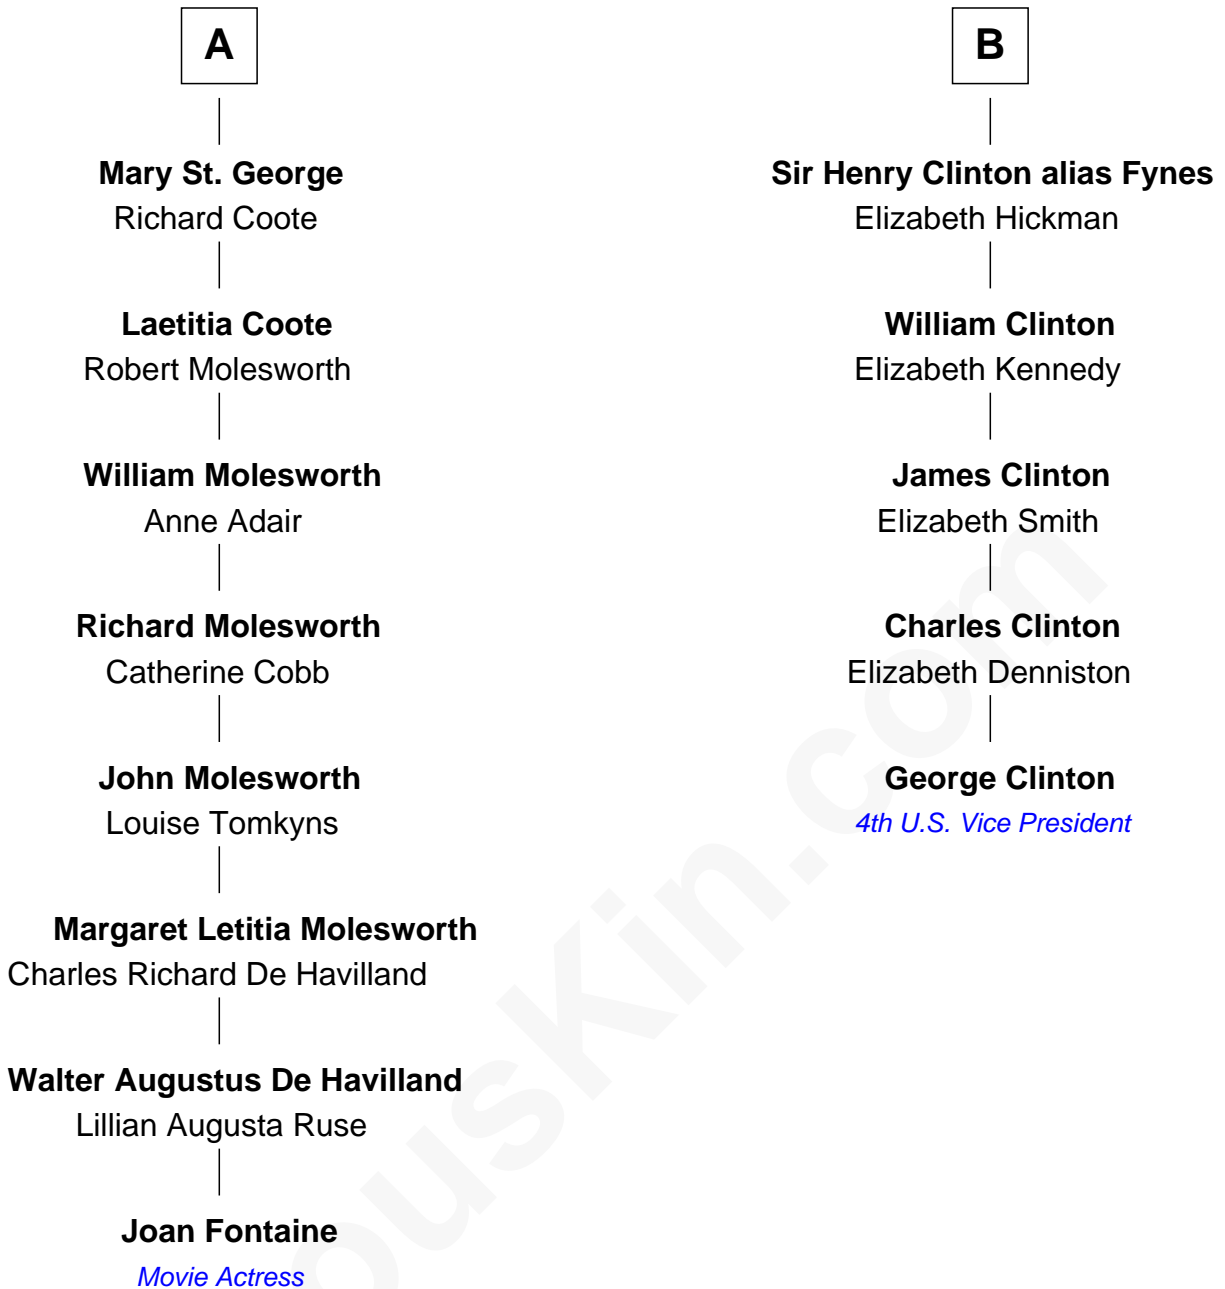 A
Mary St. George
Richard Coote
Laetitia Coote
Robert Molesworth
William Molesworth
Anne Adair
Richard Molesworth
Catherine Cobb
John Molesworth
Louise Tomkyns
Margaret Letitia Molesworth
Charles Richard De Havilland
Walter Augustus De Havilland
Lillian Augusta Ruse
Joan Fontaine
Movie Actress
B
Sir Henry Clinton alias Fynes
Elizabeth Hickman
William Clinton
Elizabeth Kennedy
James Clinton
Elizabeth Smith
Charles Clinton
Elizabeth Denniston
George Clinton
4th U.S. Vice President
ousKin.com